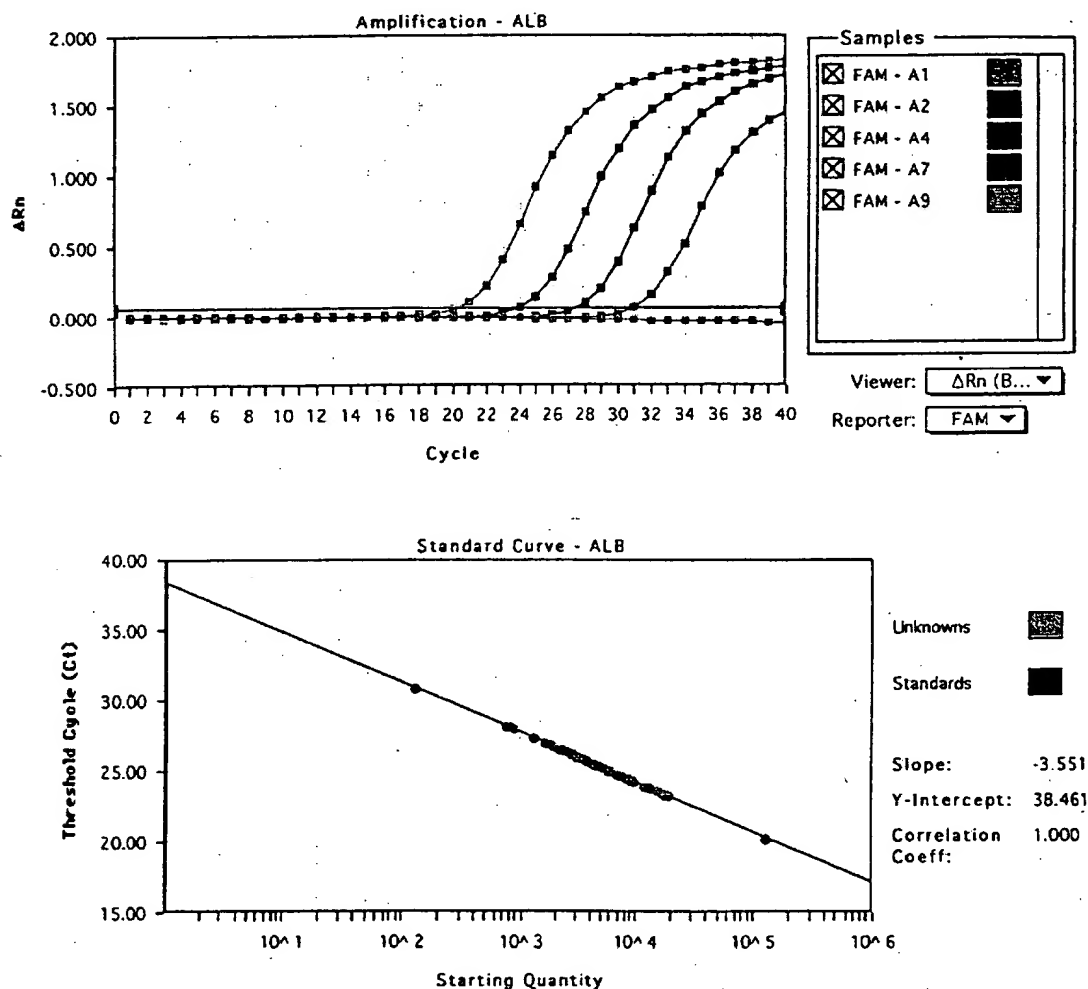 Amplification - ALB
2.000
1.500
1.000
0.500
0.000
-0.500
ΔRn
0 2 4 6 8 10 12 14 16 18 20 22 24 26 28 30 32 34 36 38 40
Cycle
Samples
FAM - A1
FAM - A2
FAM - A4
FAM - A7
FAM - A9
Viewer: ΔRn (B...
Reporter: FAM
Standard Curve - ALB
40.00
35.00
30.00
25.00
20.00
15.00
Threshold Cycle (Ct)
10^1 10^2 10^3 10^4 10^5 10^6
Starting Quantity
Unknowns
Standards
Slope: -3.551
Y-Intercept: 38.461
Correlation 1.000
Coeff: